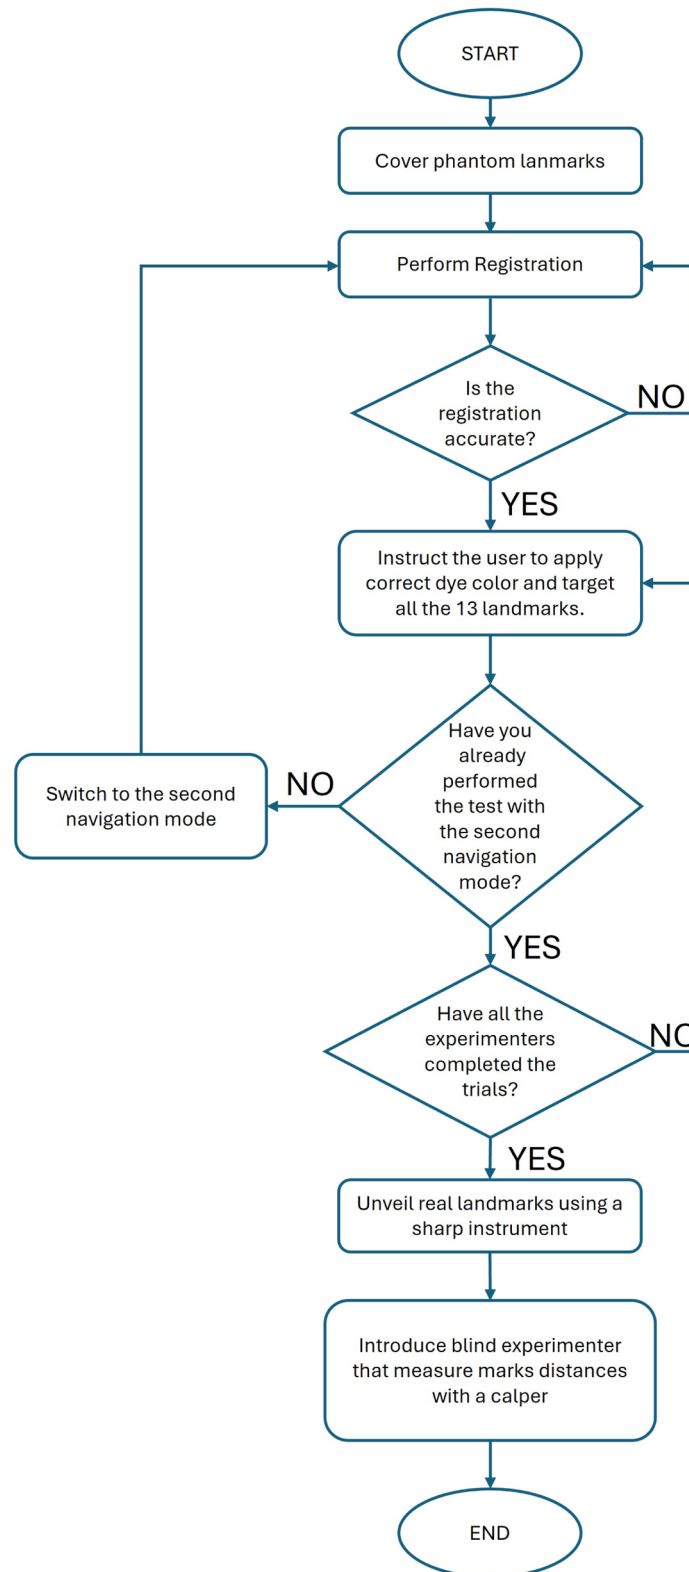 START
Cover phantom lanmarks
Perform Registration
Is the
registration
accurate?
NO
YES
Instruct the user to apply
correct dye color and target
all the 13 landmarks.
Have you
already
performed
the test with
the second
navigation
mode?
NO
Switch to the second
navigation mode
YES
Have all the
experimenters
completed the
trials?
NO
YES
Unveil real landmarks using a
sharp instrument
Introduce blind experimenter
that measure marks distances
with a calper
END